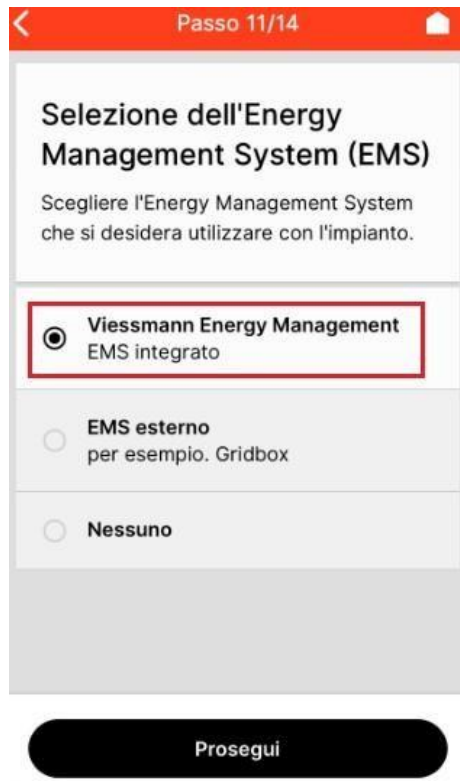 Passo 11/14
Selezione dell'Energy
Management System (EMS)
Scegliere l'Energy Management System
che si desidera utilizzare con l'impianto.
Viessmann Energy Management
EMS integrato
EMS esterno
per esempio. Gridbox
Nessuno
Prosegui